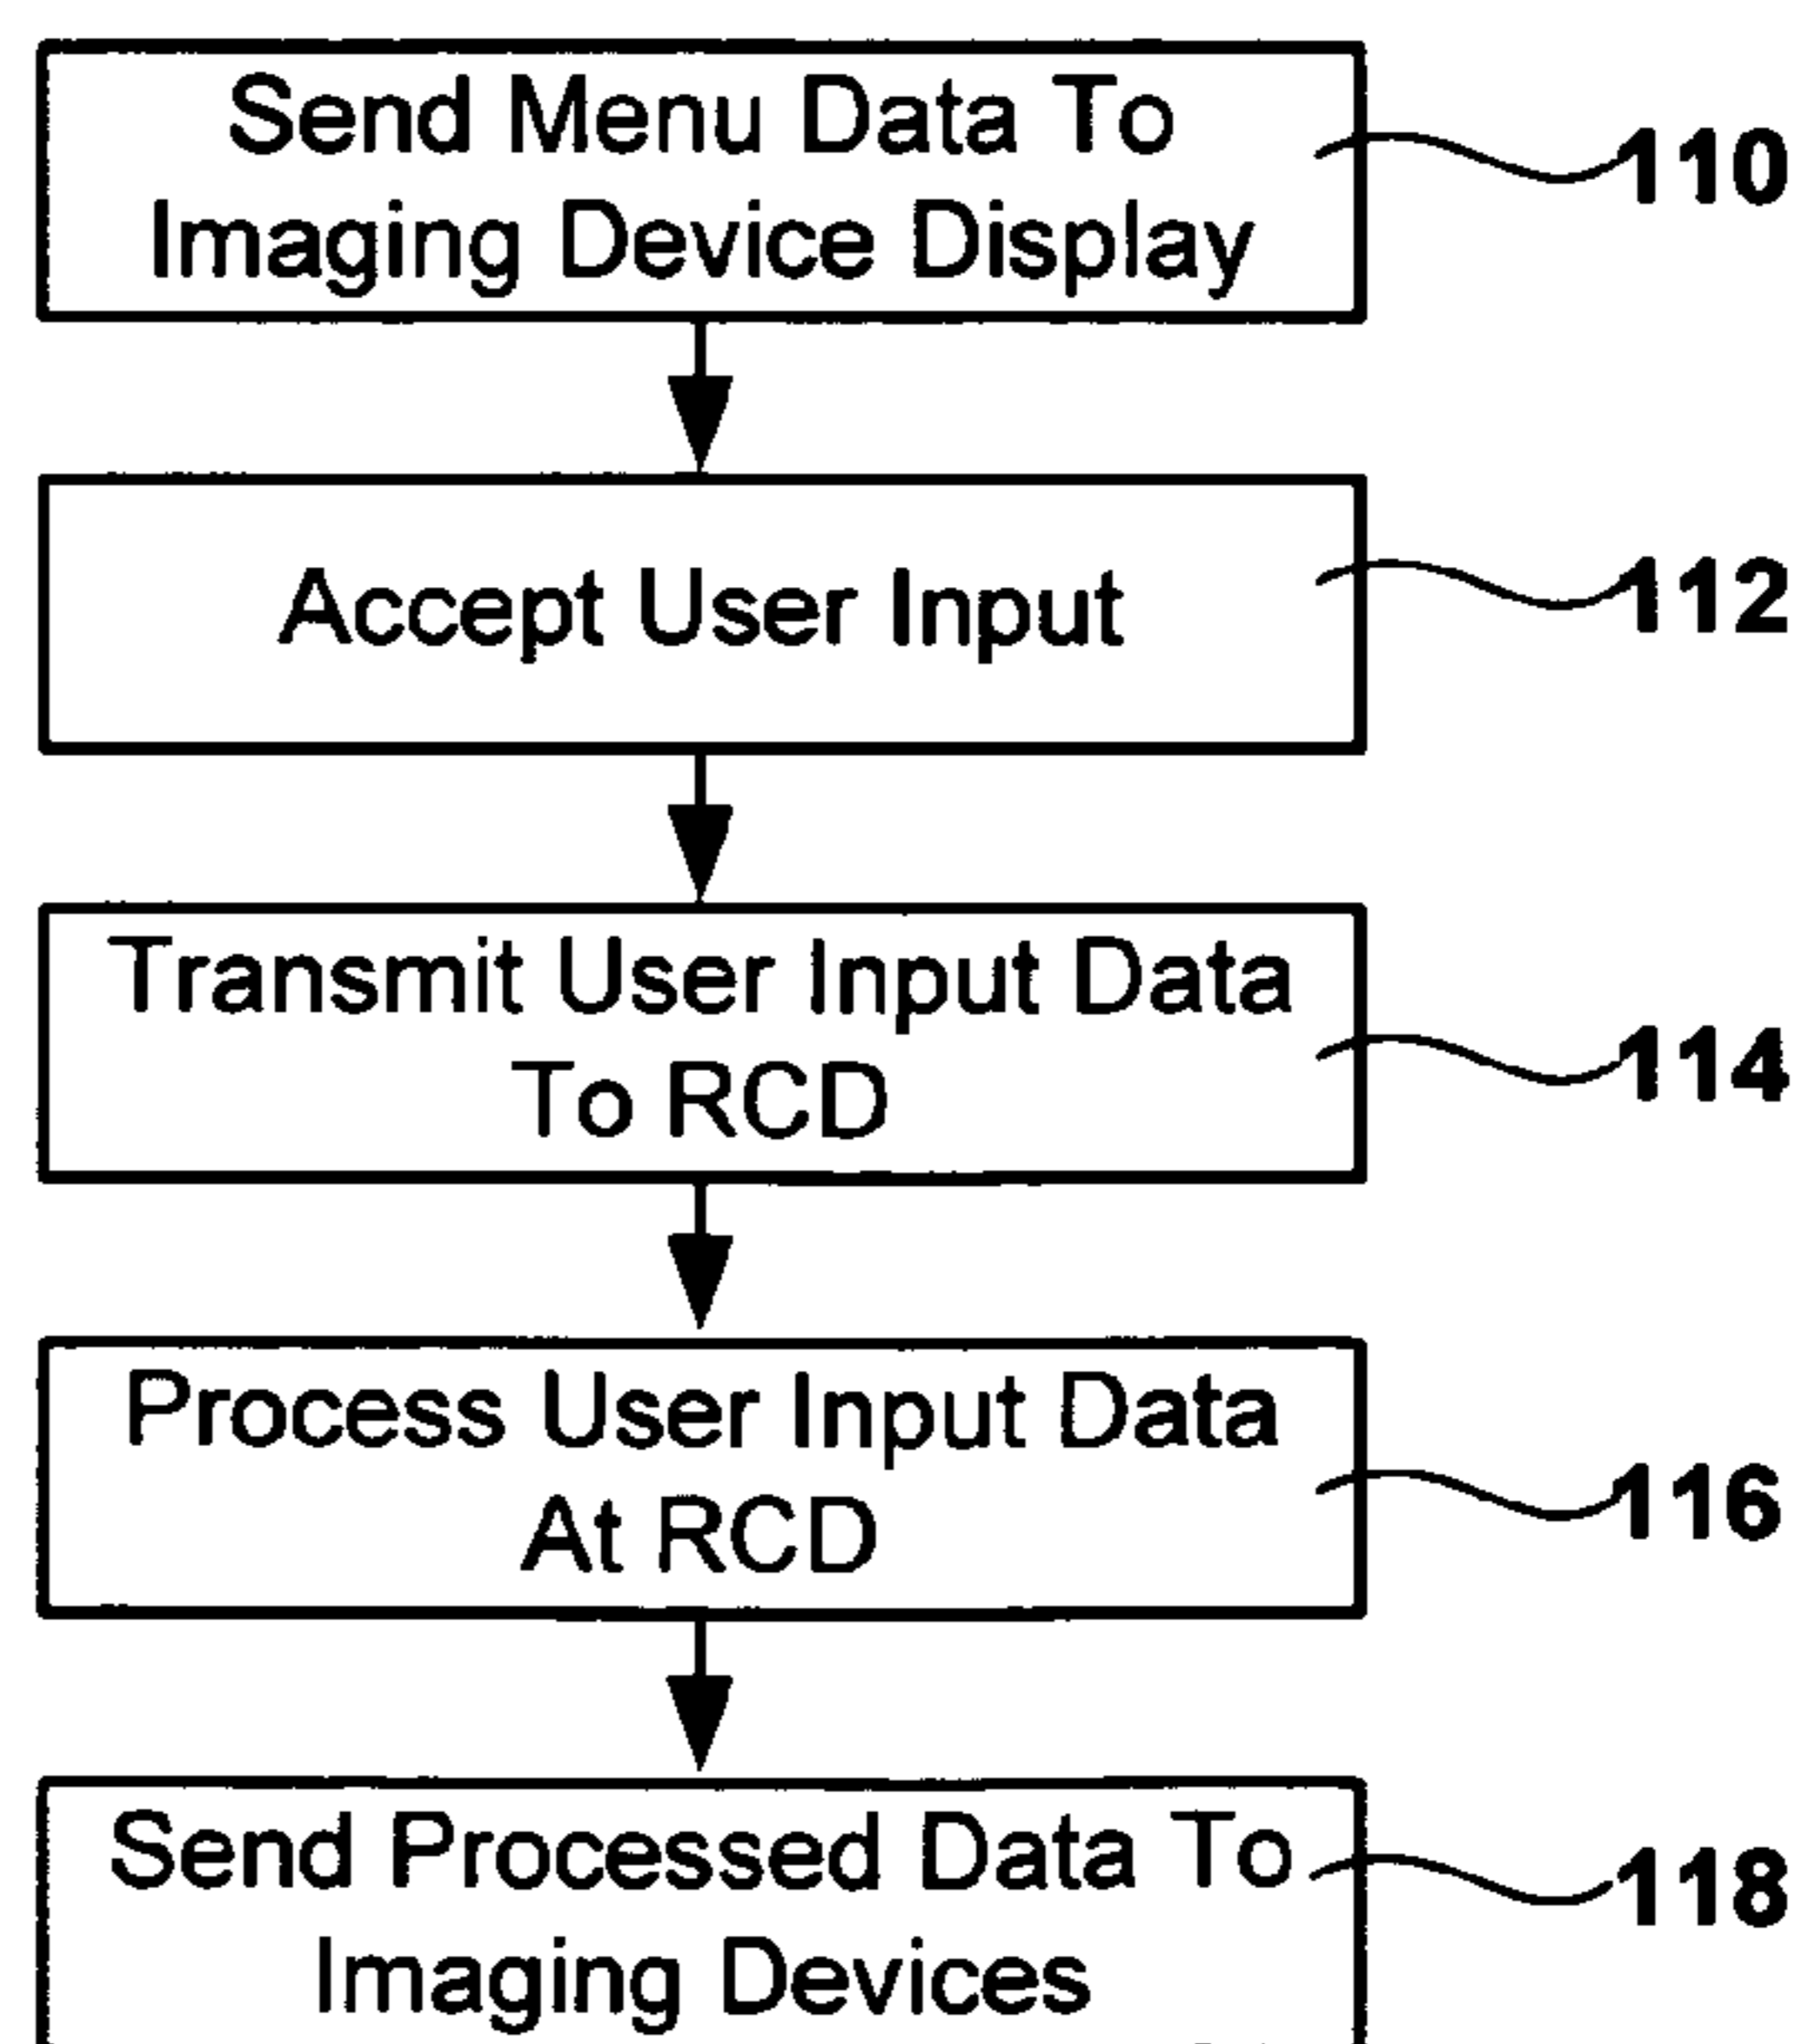 Send Menu Data To
Imaging Device Display
110
Accept User Input
112
Transmit User Input Data
To RCD
114
Process User Input Data
At RCD
116
Send Processed Data To
Imaging Devices
118